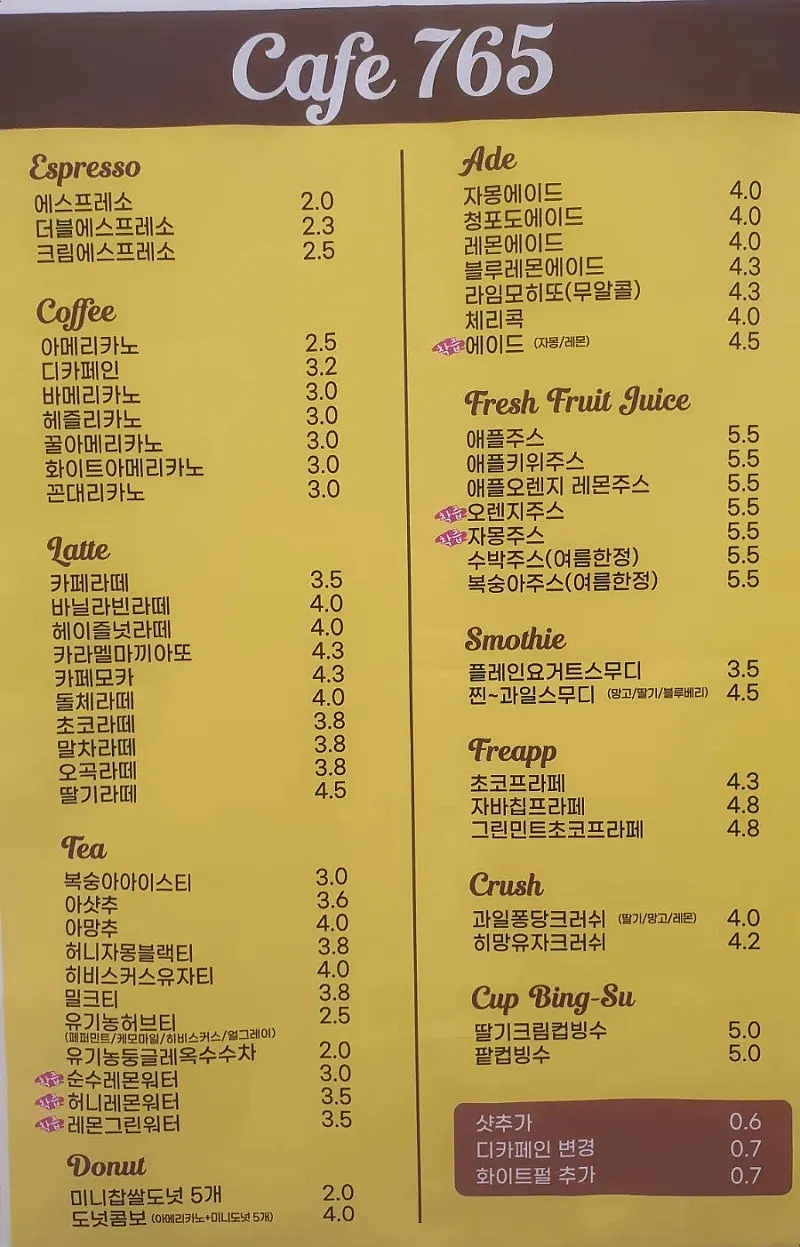 Cafe 765
Espresso
에스프레소 2.0
더블에스프레소 2.3
크림에스프레소 2.5
Coffee
아메리카노 2.5
디카페인 3.2
바메리카노 3.0
헤즐리카노 3.0
꿀아메리카노 3.0
화이트아메리카노 3.0
꼰대리카노 3.0
Latte
카페라떼 3.5
바닐라빈라떼 4.0
헤이즐넛라떼 4.0
카라멜마끼아또 4.3
카페모카 4.3
돌체라떼 4.0
초코라떼 3.8
말차라떼 3.8
오곡라떼 3.8
딸기라떼 4.5
Tea
복숭아아이스티 3.0
아샷추 3.6
아망추 4.0
허니자몽블랙티 3.8
히비스커스유자티 4.0
밀크티 3.8
유기농허브티 2.5
(페퍼민트/케모마일/히비스커스/얼그레이)
유기농둥글레옥수수차 2.0
착즙 순수레몬워터 3.0
착즙 허니레몬워터 3.5
착즙 레몬그린워터 3.5
Donut
미니찹쌀도넛 5개 2.0
도넛콤보 (아메리카노+미니도넛 5개) 4.0
Ade
자몽에이드 4.0
청포도에이드 4.0
레몬에이드 4.0
블루레몬에이드 4.3
라임모히또(무알콜) 4.3
체리콕 4.0
착즙 에이드 (자몽/레몬) 4.5
Fresh Fruit Juice
애플주스 5.5
애플키위주스 5.5
애플오렌지 레몬주스 5.5
착즙 오렌지주스 5.5
착즙 자몽주스 5.5
수박주스(여름한정) 5.5
복숭아주스(여름한정) 5.5
Smothie
플레인요거트스무디 3.5
찐~과일스무디 (망고/딸기/블루베리) 4.5
Freapp
초코프라페 4.3
자바칩프라페 4.8
그린민트초코프라페 4.8
Crush
과일퐁당크러쉬 (딸기/망고/레몬) 4.0
히망유자크러쉬 4.2
Cup Bing-Su
딸기크림컵빙수 5.0
팥컵빙수 5.0
샷추가 0.6
디카페인 변경 0.7
화이트펄 추가 0.7